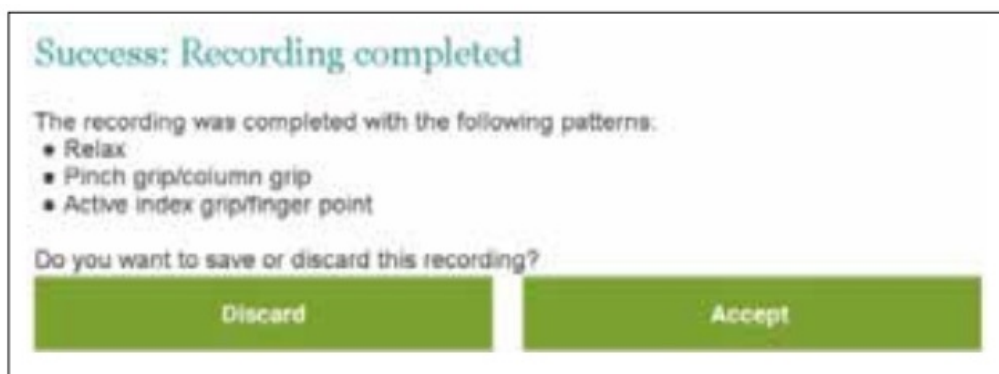 Success: Recording completed
The recording was completed with the following patterns:
• Relax
• Pinch grip/column grip
• Active index grip/finger point
Do you want to save or discard this recording?
Discard Accept